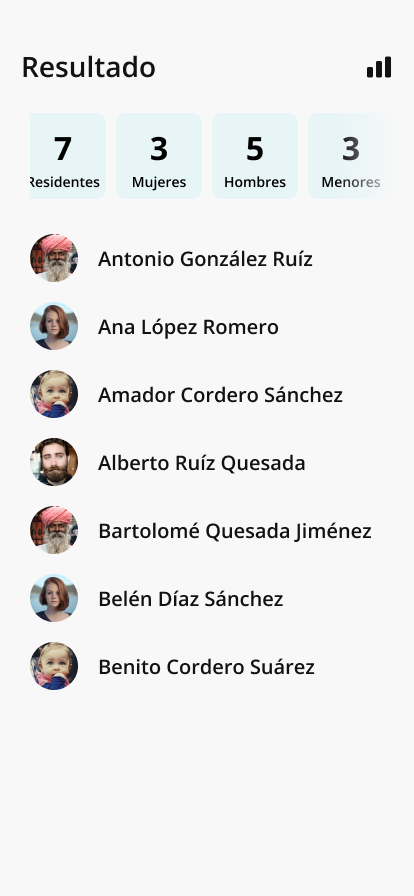 Resultado
7 3 5 3
Residentes Mujeres Hombres Menores
Antonio González Ruíz
Ana López Romero
Amador Cordero Sánchez
Alberto Ruíz Quesada
Bartolomé Quesada Jiménez
Belén Díaz Sánchez
Benito Cordero Suárez